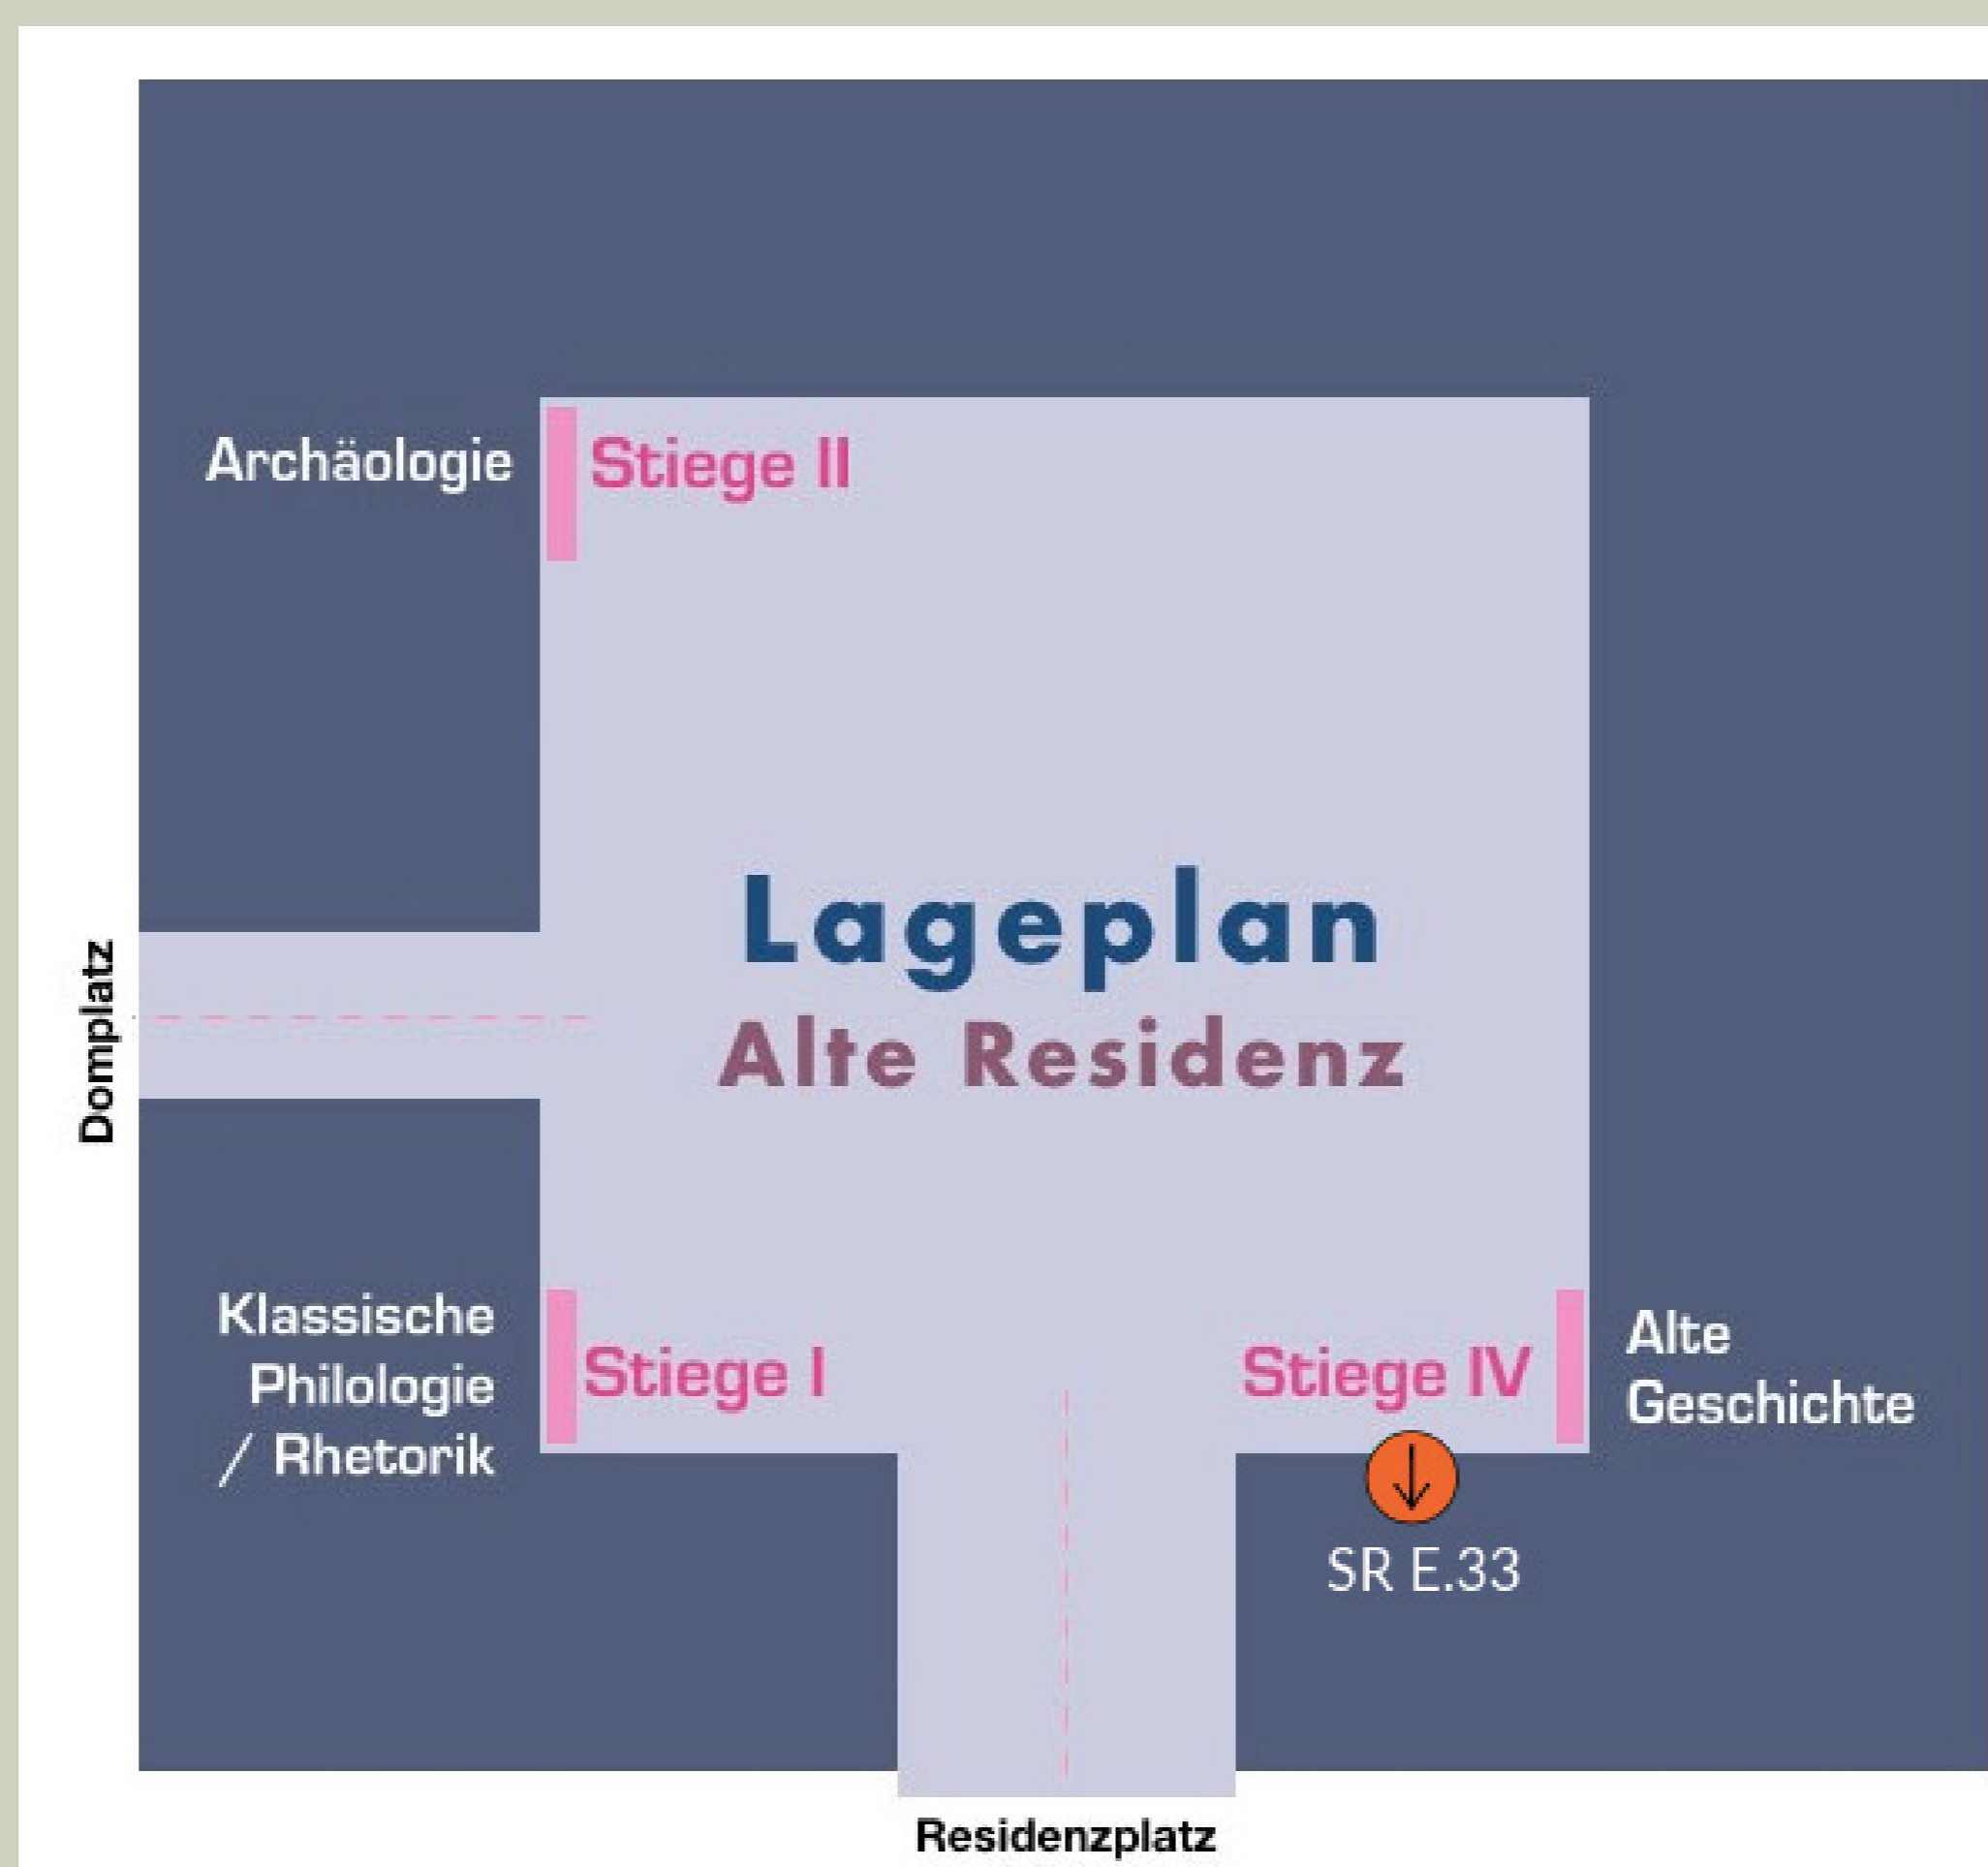 Archäologie
Stiege II
Lageplan
Alte Residenz
Domplatz
Klassische
Philologie
/ Rhetorik
Stiege I
Stiege IV
Alte
Geschichte
SR E.33
Residenzplatz